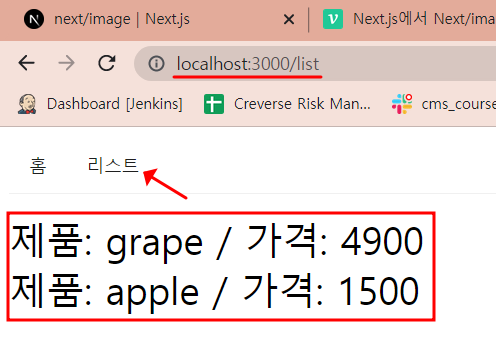 next/image | Next.js
Next.js에서 Next/ima
localhost:3000/list
Dashboard [Jenkins]
Creverse Risk Man...
cms_course
홈
리스트
제품: grape / 가격: 4900
제품: apple / 가격: 1500